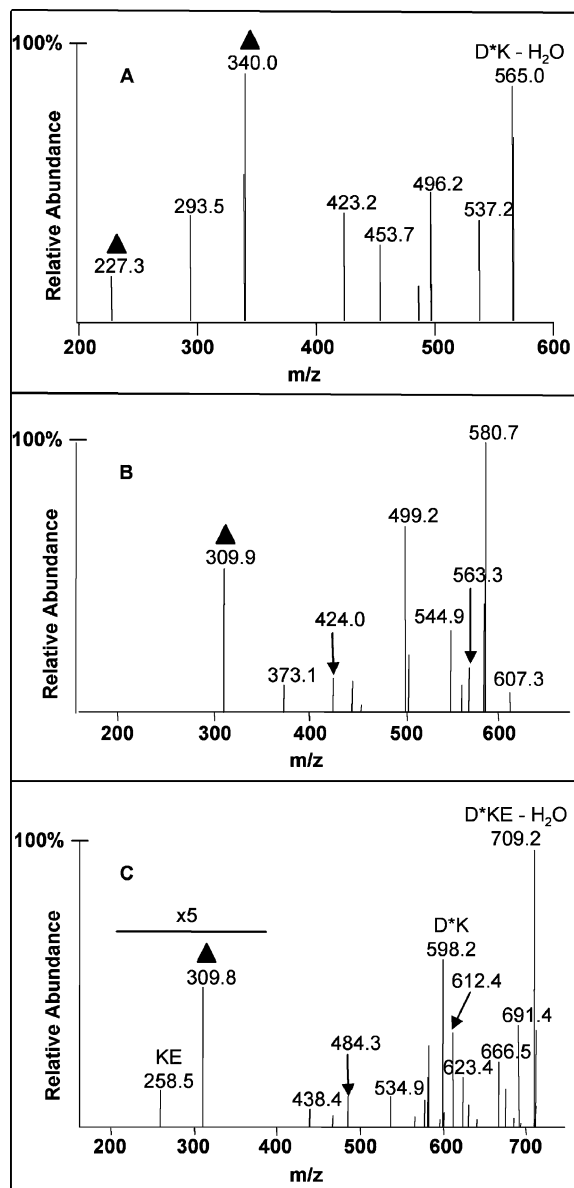 100%
A
340.0
D*K - H2O
565.0
Relative Abundance
227.3
293.5
423.2
453.7
496.2
537.2
200 300 400 500 600
m/z
100%
B
580.7
Relative Abundance
309.9
373.1
424.0
499.2
544.9
563.3
607.3
200 300 400 500 600
m/z
D*KE - H2O
709.2
100%
C
x5
Relative Abundance
309.8
KE
258.5
438.4
484.3
534.9
D*K
598.2
612.4
623.4
666.5
691.4
200 300 400 500 600 700
m/z